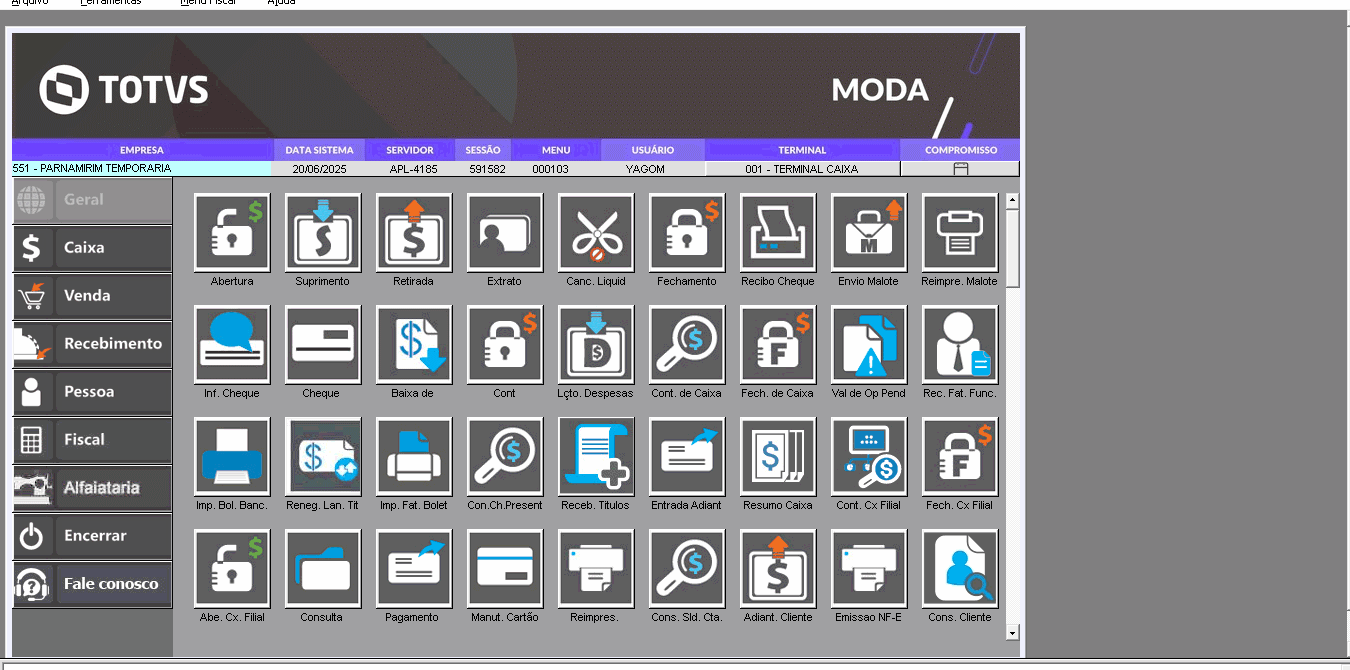 Arquivo Ferramentas Menu Fiscal Ajuda
TOTVS
MODA
EMPRESA DATA SISTEMA SERVIDOR SESSÃO MENU USUÁRIO TERMINAL COMPROMISSO
551 - PARNAMIRIM TEMPORARIA 20/06/2025 APL-4185 591582 000103 YAGOM 001 - TERMINAL CAIXA
Geral
Caixa
Venda
Recebimento
Pessoa
Fiscal
Alfaiataria
Encerrar
Fale conosco
Abertura Suprimento Retirada Extrato Canc. Liquid Fechamento Recibo Cheque Envio Malote Reimpre. Malote
Inf. Cheque Cheque Baixa de Cont Lçto. Despesas Cont. de Caixa Fech. de Caixa Val de Op Pend Rec. Fat. Func.
Imp. Bol. Banc. Reneg. Lan. Tit Imp. Fat. Bolet Con.Ch.Present Receb. Titulos Entrada Adiant Resumo Caixa Cont. Cx Filial Fech. Cx Filial
Abe. Cx. Filial Consulta Pagamento Manut. Cartão Reimpres. Cons. Sld. Cta. Adiant. Cliente Emissao NF-E Cons. Cliente